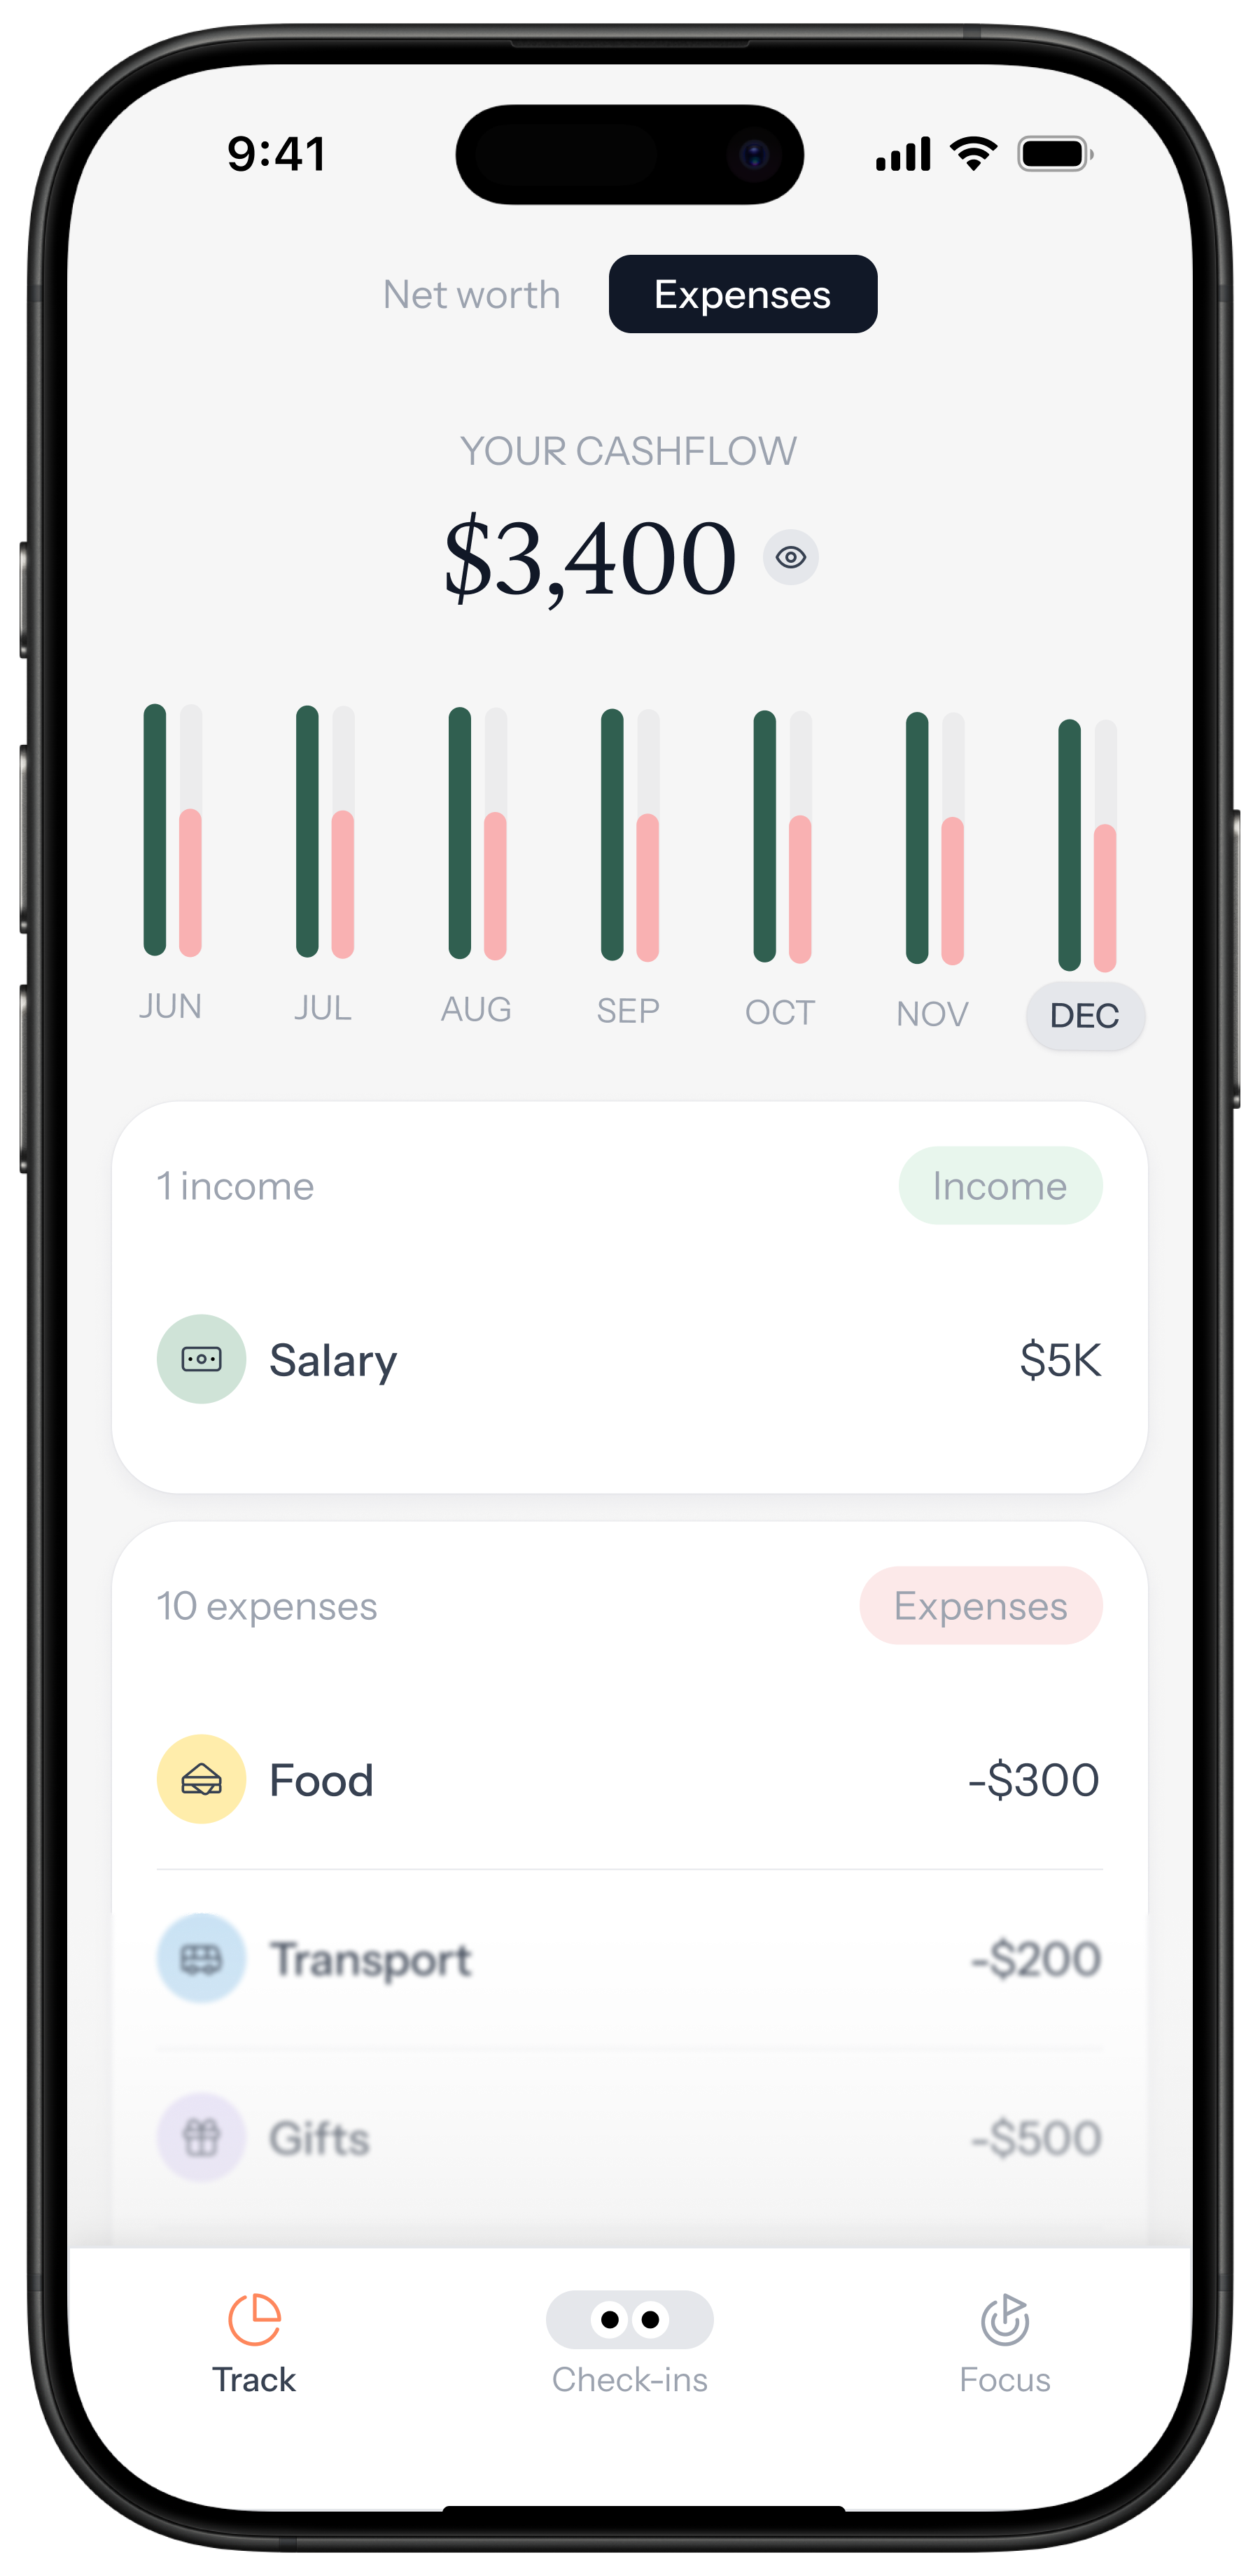 9:41
Net worth Expenses
YOUR CASHFLOW
$3,400
JUN JUL AUG SEP OCT NOV DEC
1 income Income
Salary $5K
10 expenses Expenses
Food -$300
Transport -$200
Gifts -$500
Track Check-ins Focus